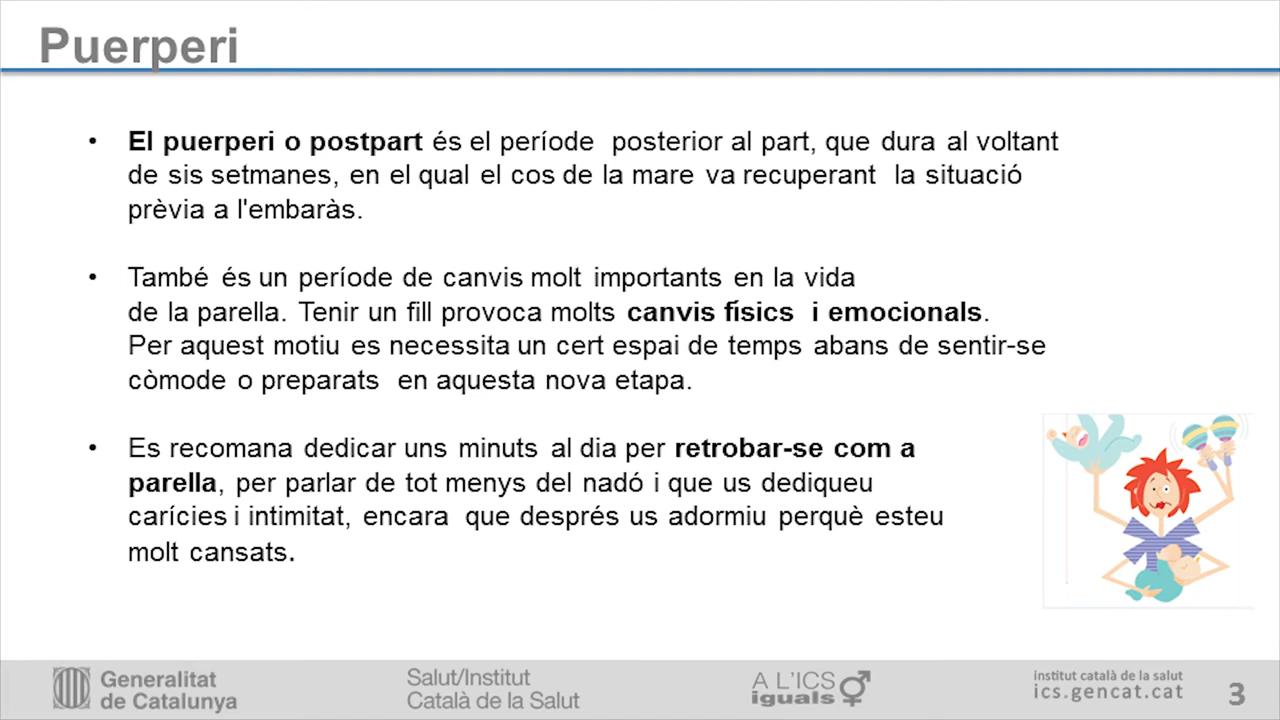 Puerperi
• El puerperi o postpart és el període posterior al part, que dura al voltant
de sis setmanes, en el qual el cos de la mare va recuperant la situació
prèvia a l'embaràs.
• També és un període de canvis molt importants en la vida
de la parella. Tenir un fill provoca molts canvis físics i emocionals.
Per aquest motiu es necessita un cert espai de temps abans de sentir-se
còmode o preparats en aquesta nova etapa.
• Es recomana dedicar uns minuts al dia per retrobar-se com a
parella, per parlar de tot menys del nadó i que us dediqueu
carícies i intimitat, encara que després us adormiu perquè esteu
molt cansats.
Generalitat
de Catalunya
Salut/Institut
Català de la Salut
A L'ICS
iguals
institut català de la salut
ics.gencat.cat
3